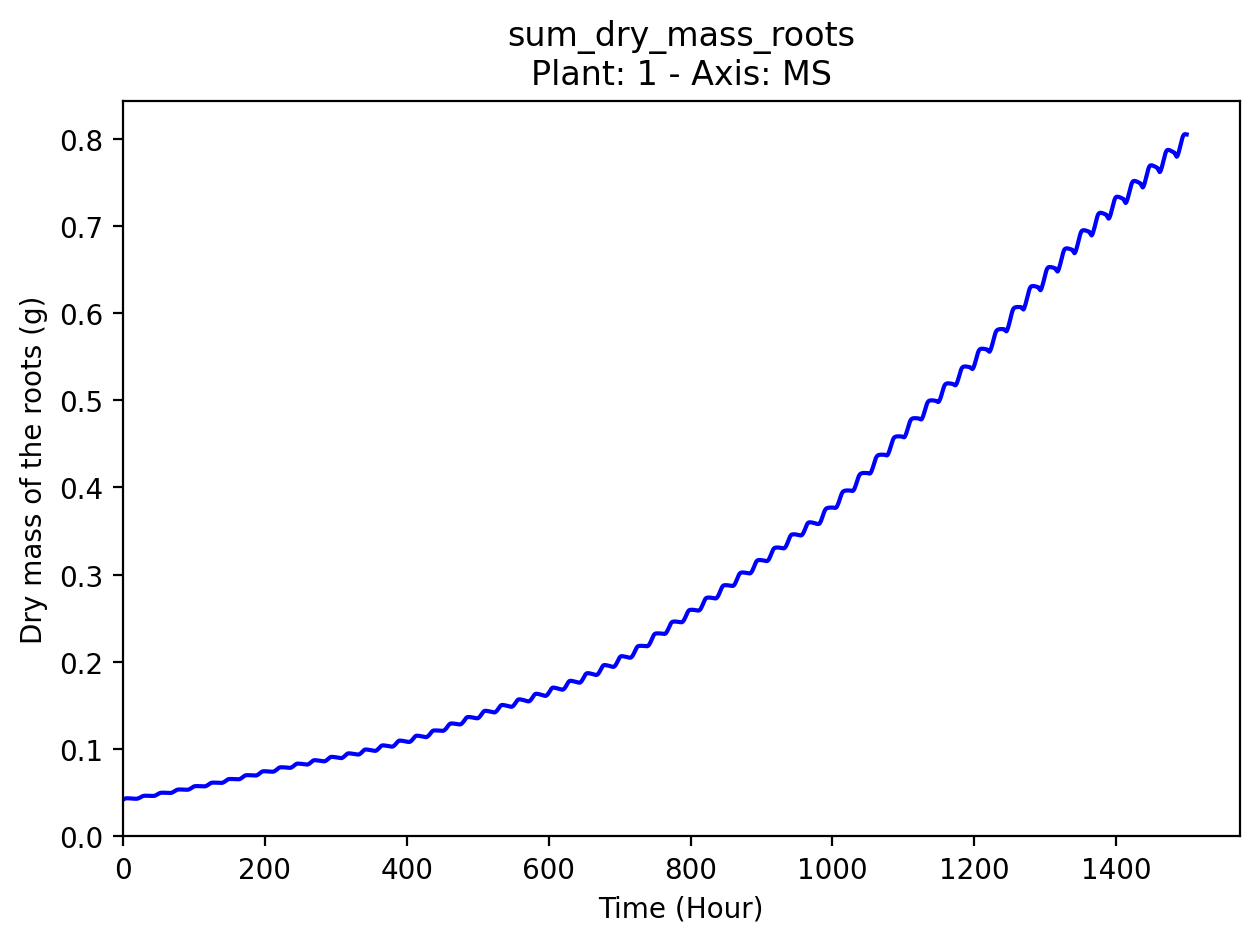 sum_dry_mass_roots
Plant: 1 - Axis: MS
Dry mass of the roots (g)
0.8
0.7
0.6
0.5
0.4
0.3
0.2
0.1
0.0
0 200 400 600 800 1000 1200 1400
Time (Hour)